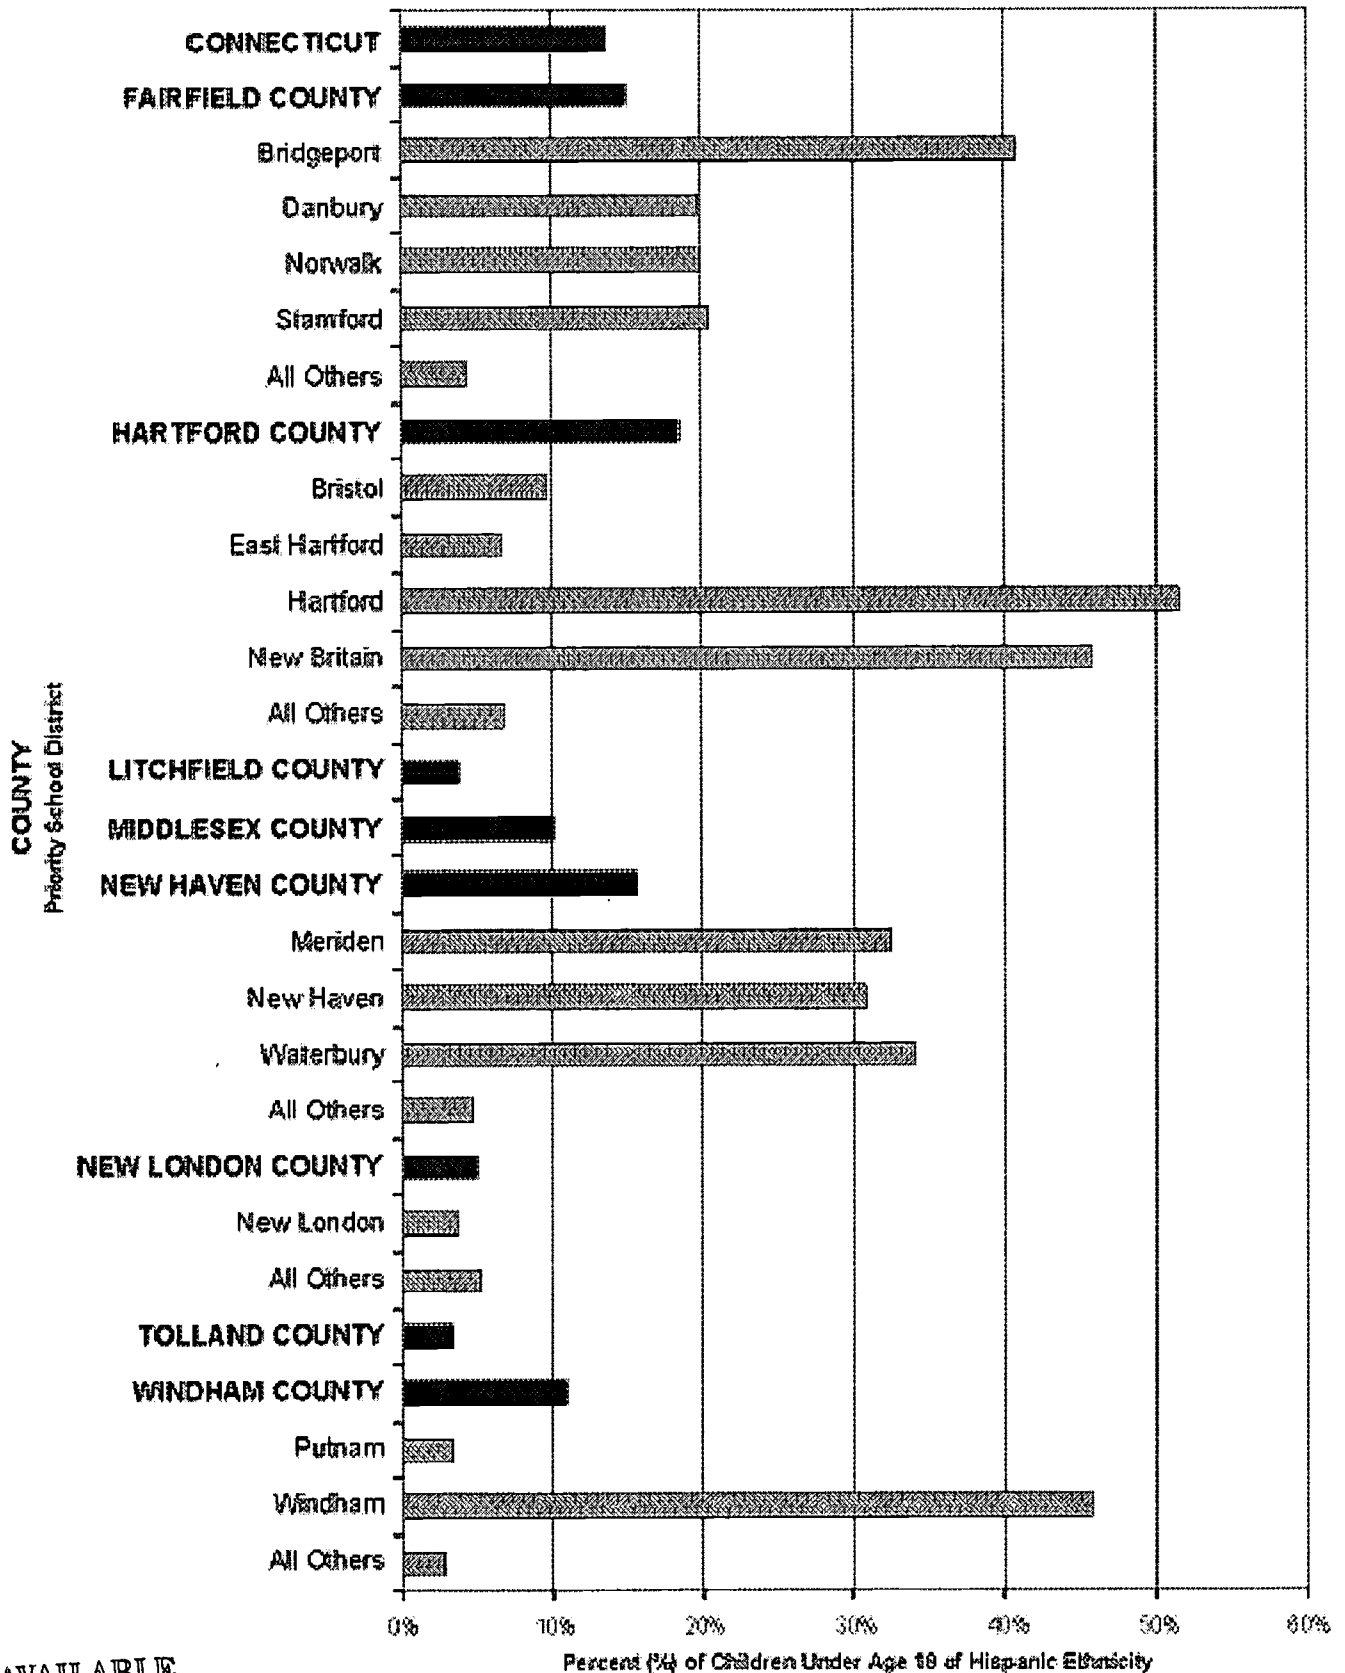 CONNECTICUT
FAIRFIELD COUNTY
Bridgeport
Danbury
Norwalk
Stamford
All Others
HARTFORD COUNTY
Bristol
East Hartford
Hartford
New Britain
All Others
LITCHFIELD COUNTY
MIDDLESEX COUNTY
NEW HAVEN COUNTY
Meriden
New Haven
Waterbury
All Others
NEW LONDON COUNTY
New London
All Others
TOLLAND COUNTY
WINDHAM COUNTY
Putnam
Windham
All Others
COUNTY
Priority School District
0% 10% 20% 30% 40% 50% 60%
Percent (%) of Children Under Age of Hispanic Ethnicity
AVAILABLE